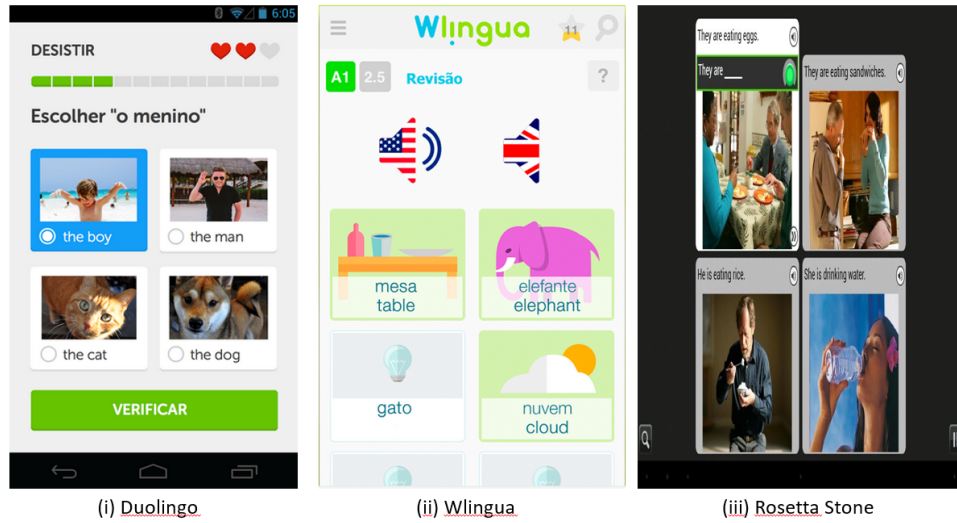 6:05
DESISTIR
Escolher "o menino"
the boy
the man
the cat
the dog
VERIFICAR
(i) Duolingo
Wlingua
11
A1 2.5 Revisão ?
mesa
table
elefante
elephant
gato
nuvem
cloud
(ii) Wlingua
They are eating eggs.
They are ____
They are eating sandwiches.
He is eating rice.
She is drinking water.
(iii) Rosetta Stone